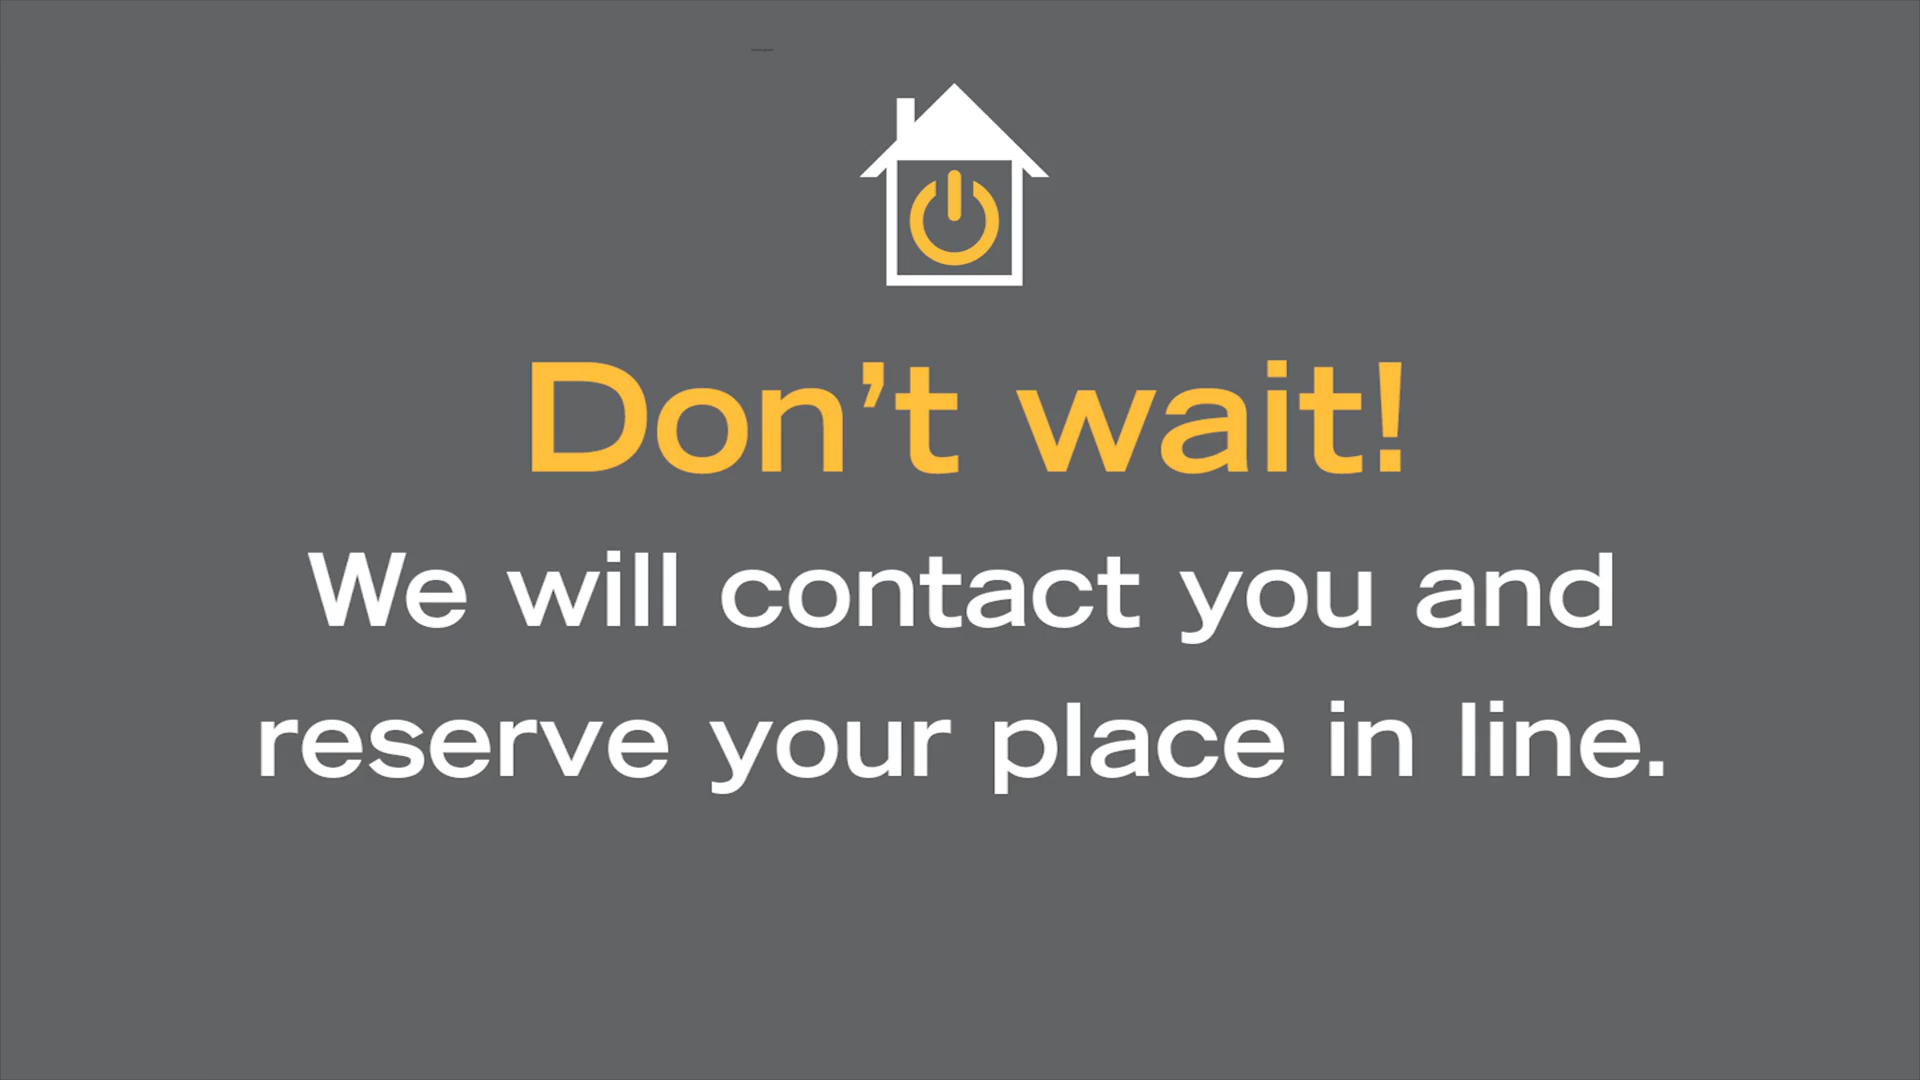 Don’t wait!
We will contact you and
reserve your place in line.